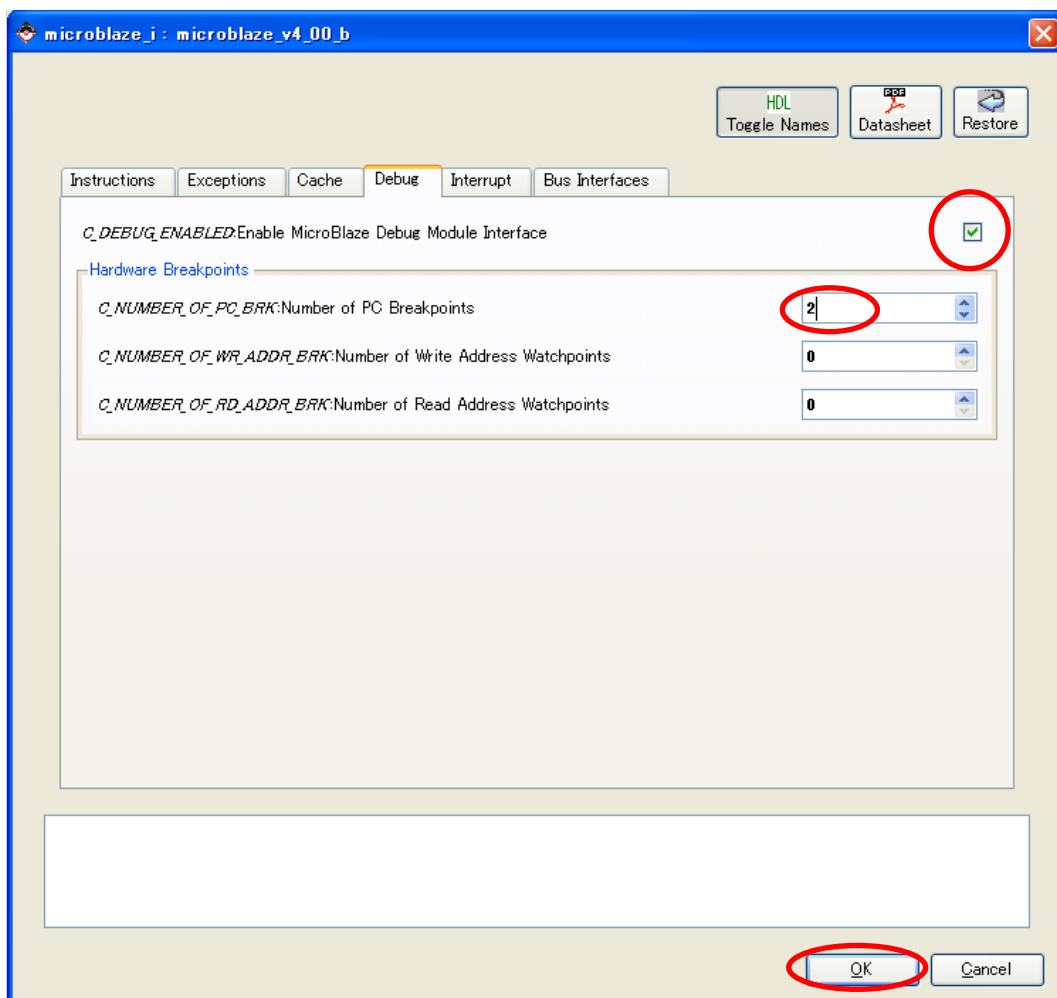 microblaze_i : microblaze_v4_00_b
HDL
Toggle Names
PDF
Datasheet
Restore
Instructions Exceptions Cache Debug Interrupt Bus Interfaces
C_DEBUG_ENABLED:Enable MicroBlaze Debug Module Interface
Hardware Breakpoints
C_NUMBER_OF_PC_BRK:Number of PC Breakpoints 2
C_NUMBER_OF_WR_ADDR_BRK:Number of Write Address Watchpoints 0
C_NUMBER_OF_RD_ADDR_BRK:Number of Read Address Watchpoints 0
OK Cancel